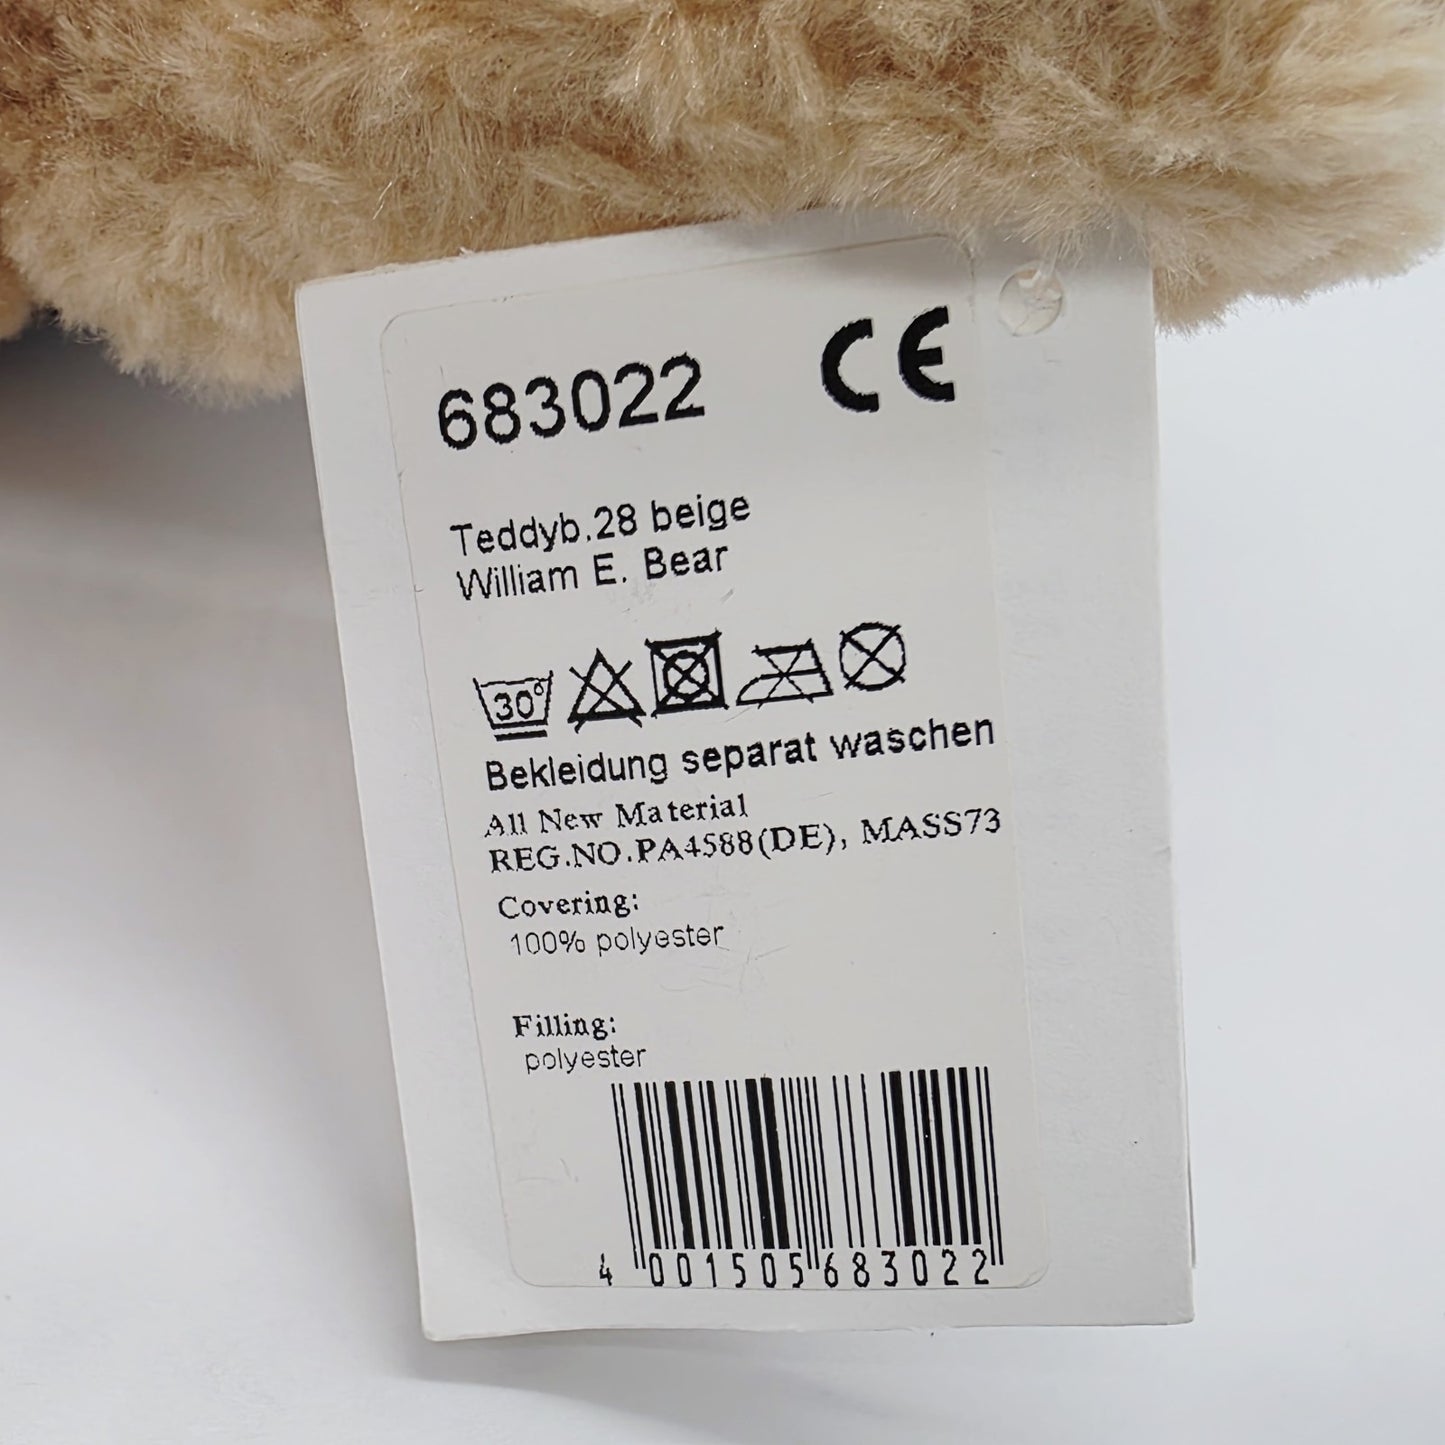 683022 CE
Teddyb.28 beige
William E. Bear
30°
Bekleidung separat waschen
All New Material
REG.NO.PA4588(DE), MASS73
Covering:
100% polyester
Filling:
polyester
4 001505 683022